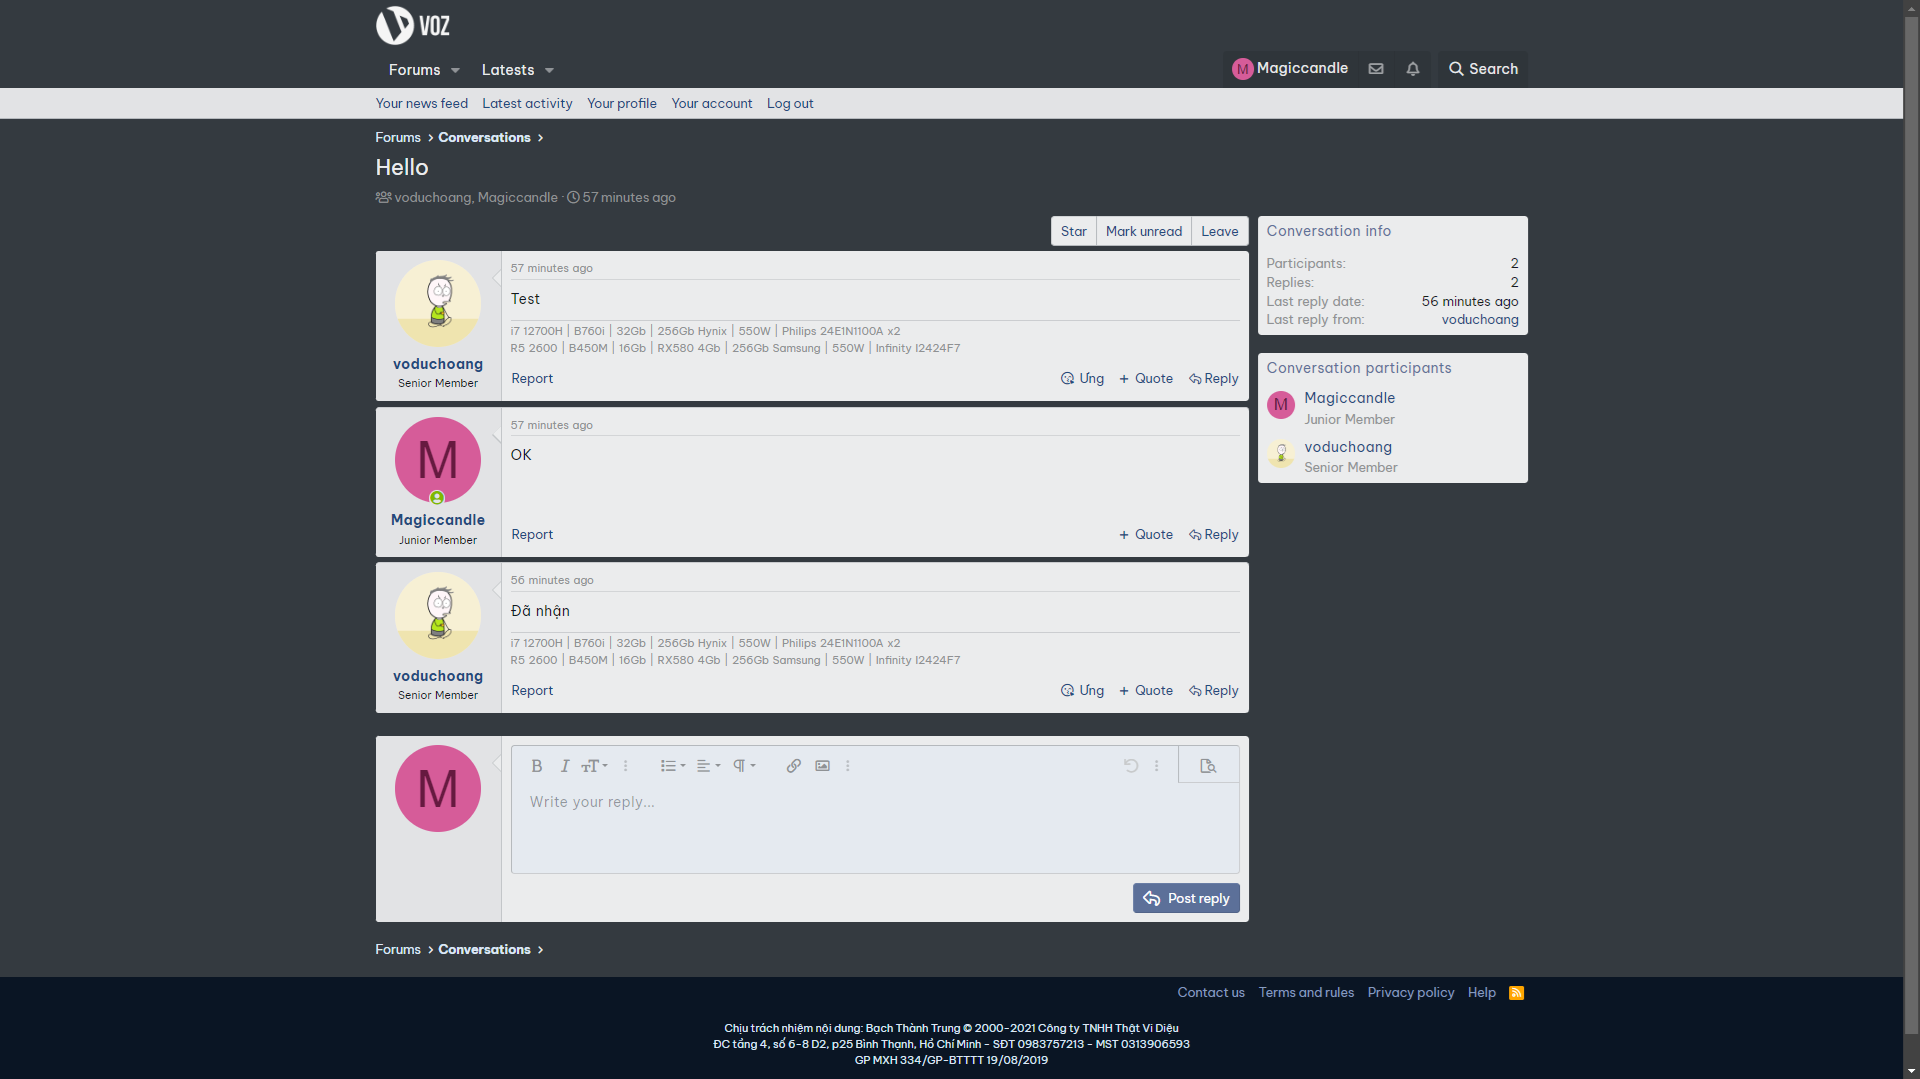 VOZ
Forums Latests M Magiccandle Search
Your news feed Latest activity Your profile Your account Log out
Forums Conversations
Hello
voduchoang, Magiccandle · 57 minutes ago
Star Mark unread Leave
57 minutes ago
Test
i7 12700H | B760i | 32Gb | 256Gb Hynix | 550W | Philips 24E1N1100A x2
R5 2600 | B450M | 16Gb | RX580 4Gb | 256Gb Samsung | 550W | Infinity I2424F7
voduchoang
Senior Member
Report Ưng + Quote Reply
M
57 minutes ago
OK
Magiccandle
Junior Member
Report + Quote Reply
56 minutes ago
Đã nhận
i7 12700H | B760i | 32Gb | 256Gb Hynix | 550W | Philips 24E1N1100A x2
R5 2600 | B450M | 16Gb | RX580 4Gb | 256Gb Samsung | 550W | Infinity I2424F7
voduchoang
Senior Member
Report Ưng + Quote Reply
M
B I TT
Write your reply...
Post reply
Conversation info
Participants: 2
Replies: 2
Last reply date: 56 minutes ago
Last reply from: voduchoang
Conversation participants
M Magiccandle
Junior Member
voduchoang
Senior Member
Forums Conversations
Contact us Terms and rules Privacy policy Help
Chịu trách nhiệm nội dung: Bạch Thành Trung © 2000-2021 Công ty TNHH Thật Vi Diệu
ĐC tầng 4, số 6-8 D2, p25 Bình Thạnh, Hồ Chí Minh - SĐT 0983757213 - MST 0313906593
GP MXH 334/GP-BTTTT 19/08/2019